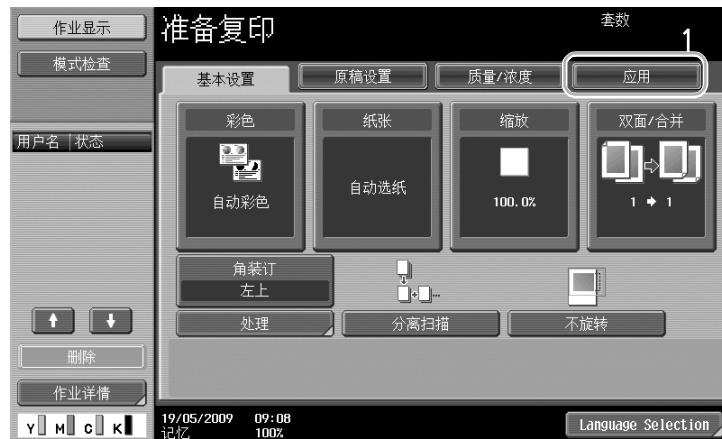 作业显示
准备复印
套数
1
模式检查
基本设置
原稿设置
质量/浓度
应用
用户名
状态
彩色
自动彩色
纸张
自动选纸
缩放
100.0%
双面/合并
1 → 1
角装订
左上
处理
分离扫描
不旋转
删除
作业详情
Y M C K
19/05/2009 09:08
记忆 100%
Language Selection